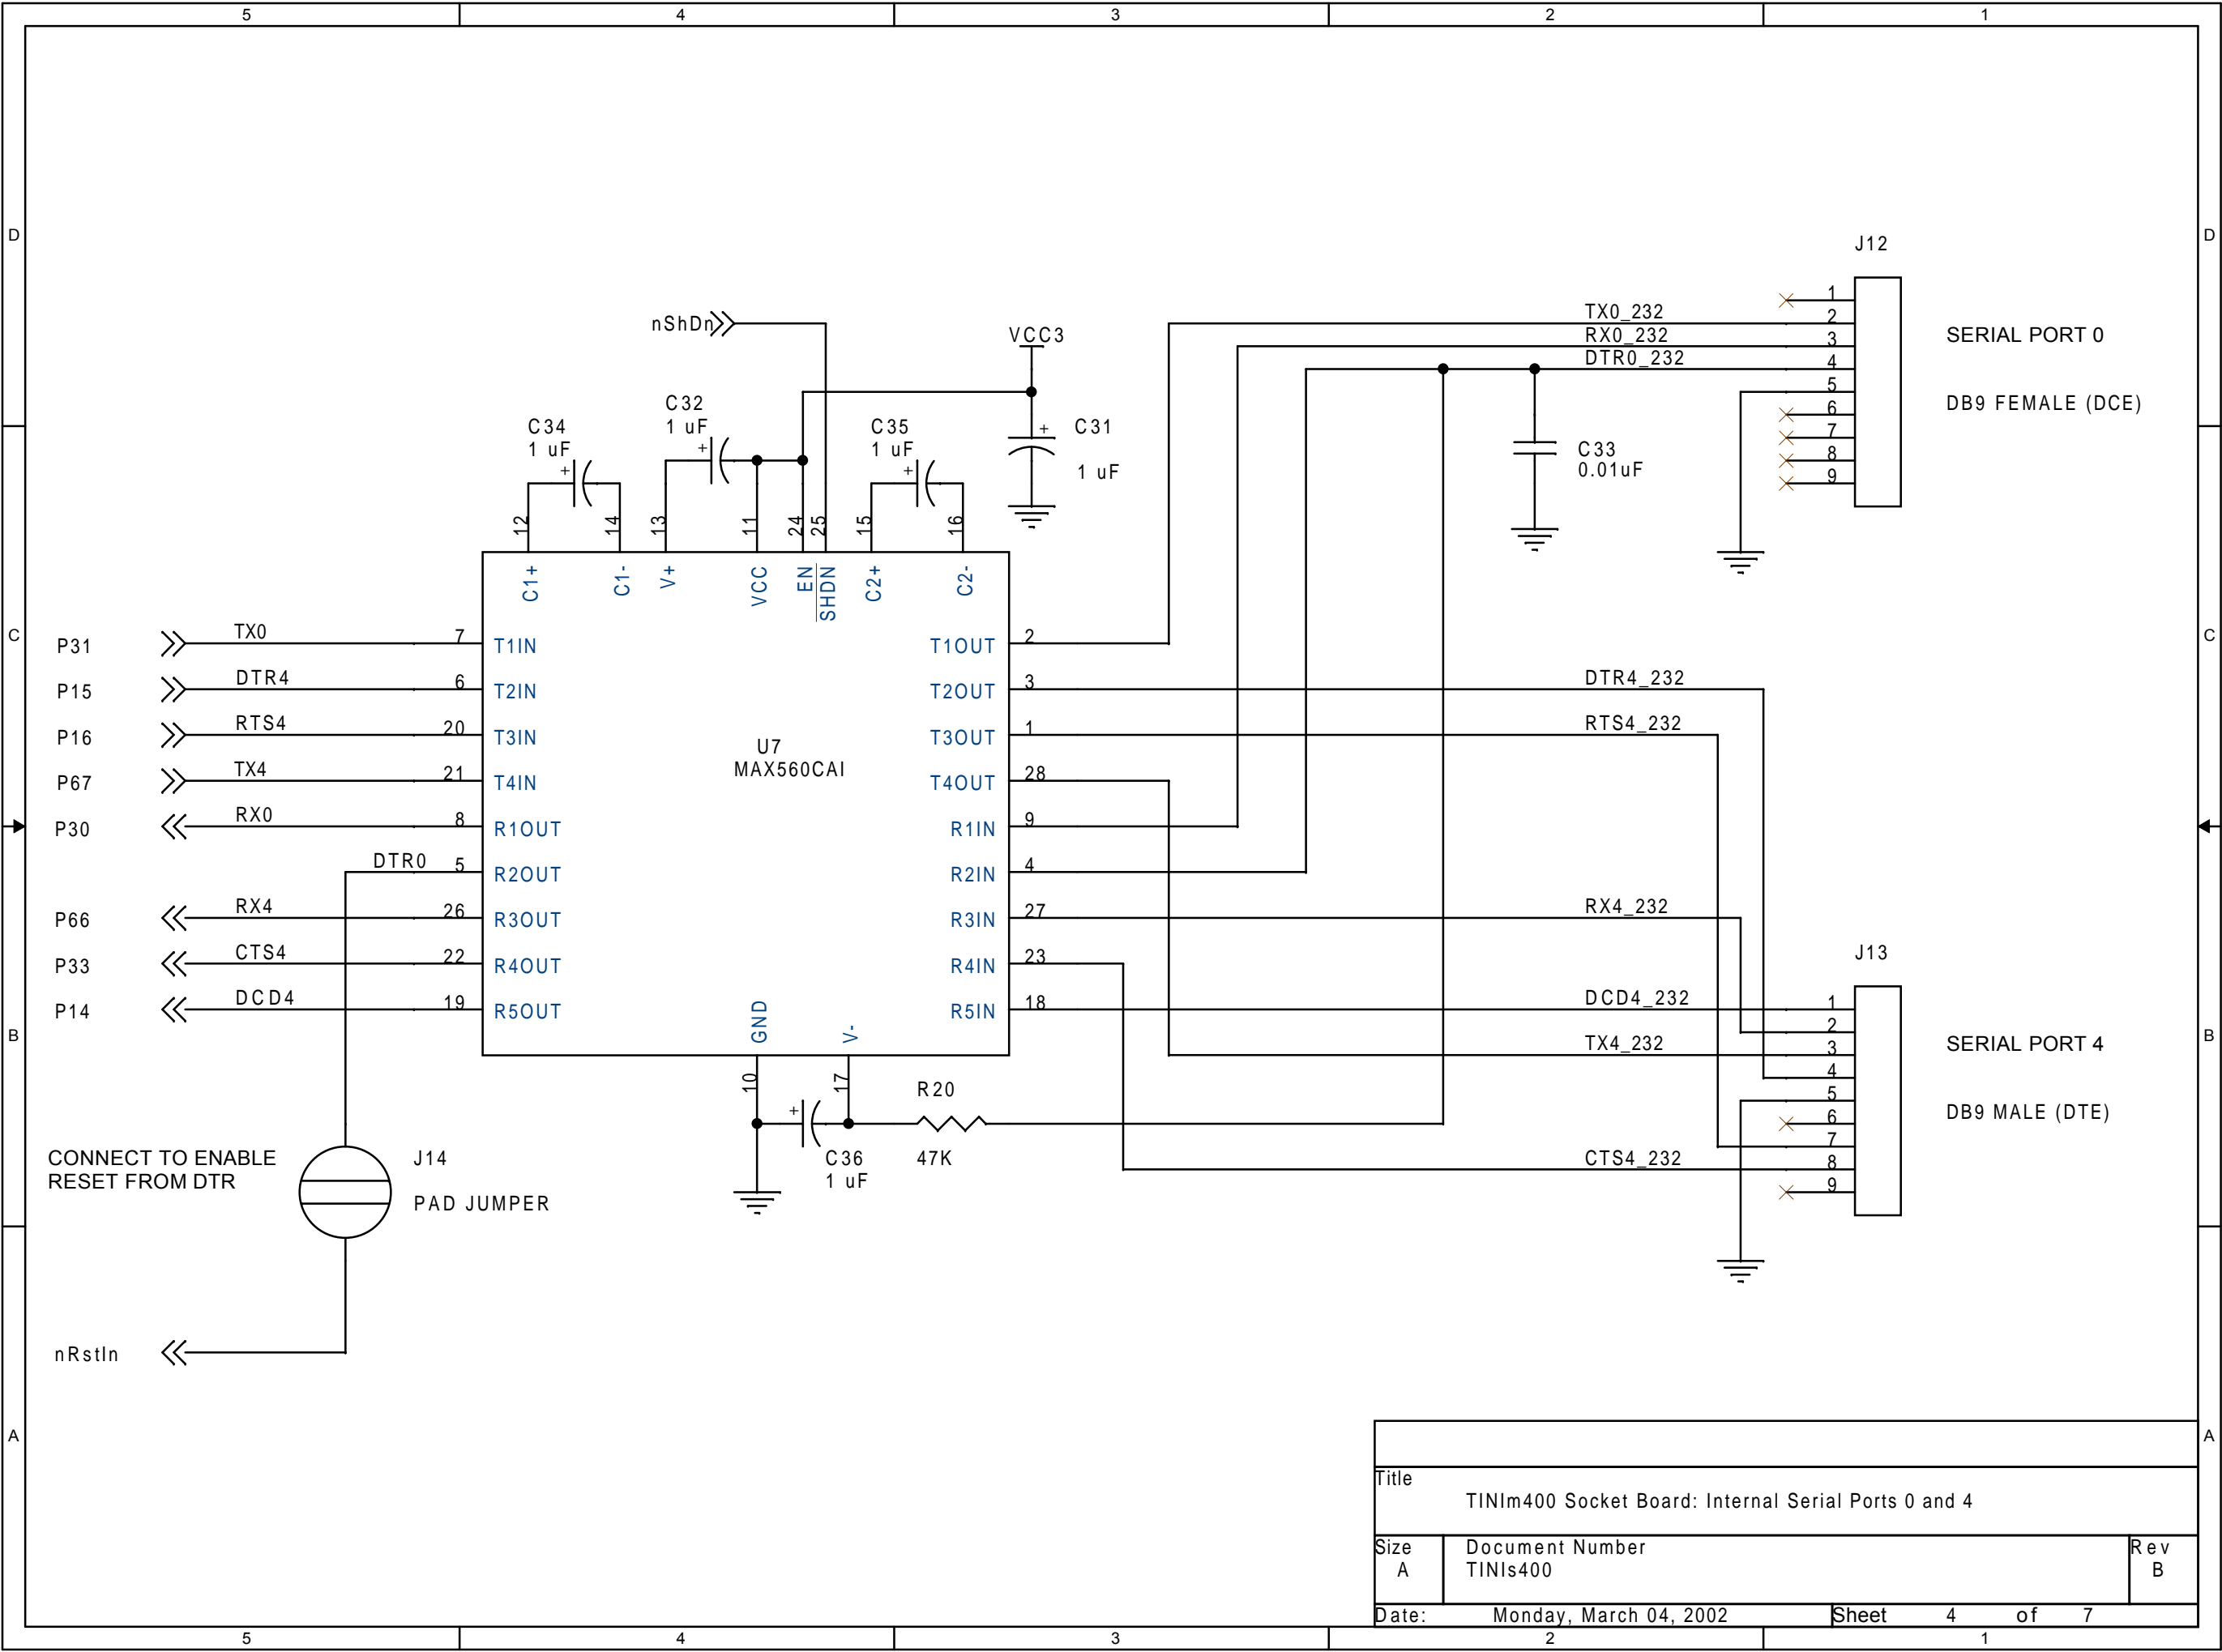 5 4 3 2 1
D D
J12
nShDn
VCC3
TX0_232
RX0_232
DTR0_232
1
2
3
4
5
6
7
8
9
SERIAL PORT 0
DB9 FEMALE (DCE)
C34
1 uF
+
C32
1 uF
+
C35
1 uF
+
+
C31
1 uF
C33
0.01uF
12 14 13 11 24 25 15 16
C1+ C1- V+ VCC EN SHDN C2+ C2-
C C
P31 TX0 7 T1IN T1OUT 2
P15 DTR4 6 T2IN T2OUT 3 DTR4_232
P16 RTS4 20 T3IN T3OUT 1 RTS4_232
U7
MAX560CAI
P67 TX4 21 T4IN T4OUT 28
P30 RX0 8 R1OUT R1IN 9
DTR0 5 R2OUT R2IN 4
P66 RX4 26 R3OUT R3IN 27 RX4_232
P33 CTS4 22 R4OUT R4IN 23
P14 DCD4 19 R5OUT R5IN 18 DCD4_232
J13
GND V-
10 17
B B
TX4_232
CTS4_232
1
2
3
4
5
6
7
8
9
SERIAL PORT 4
DB9 MALE (DTE)
+
C36
1 uF
R20
47K
CONNECT TO ENABLE
RESET FROM DTR
J14
PAD JUMPER
nRstIn
A A
Title
TINIm400 Socket Board: Internal Serial Ports 0 and 4
Size
A
Document Number
TINIs400
Rev
B
Date: Monday, March 04, 2002 Sheet 4 of 7
5 4 3 2 1